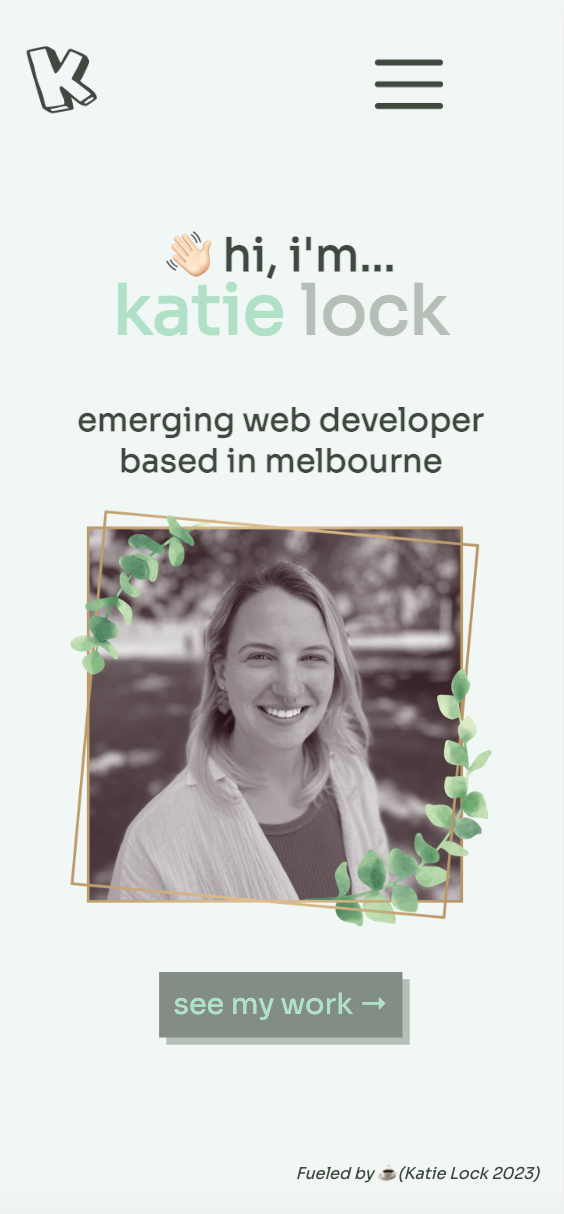 K
👋🏻 hi, i'm...
katie lock
emerging web developer
based in melbourne
see my work →
Fueled by ☕(Katie Lock 2023)